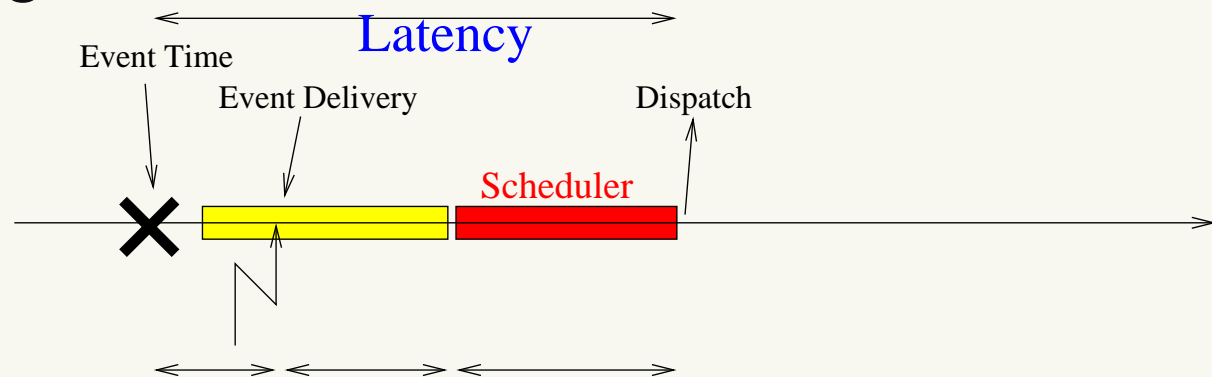 Latency
Event Time
Event Delivery
Dispatch
Scheduler